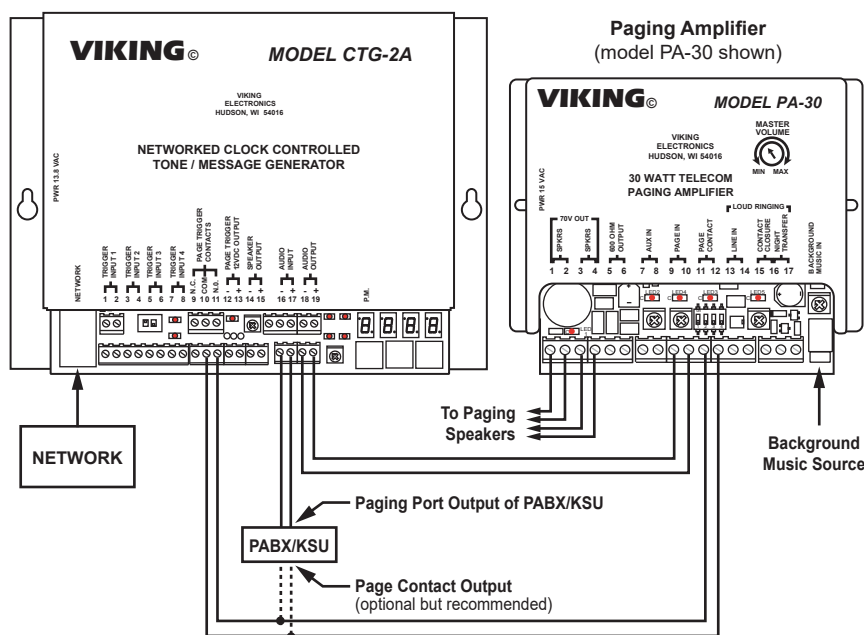 VIKING©
MODEL CTG-2A
VIKING
ELECTRONICS
HUDSON, WI 54016
NETWORKED CLOCK CONTROLLED
TONE / MESSAGE GENERATOR
PWR 13.8 VAC
NETWORK
TRIGGER
INPUT 1
TRIGGER
INPUT 2
TRIGGER
INPUT 3
TRIGGER
INPUT 4
PAGE TRIGGER
CONTACTS
N.C.
COM
N.O.
PAGE TRIGGER
12VDC OUTPUT
SPEAKER
OUTPUT
AUDIO
INPUT
AUDIO
OUTPUT
- + - + - + - +
1 2 3 4 5 6 7 8 9 10 11 12 13 14 15 16 17 18 19
P.M.
8. 8. 8. 8.
Paging Amplifier
(model PA-30 shown)
VIKING©
MODEL PA-30
VIKING
ELECTRONICS
HUDSON, WI 54016
MASTER
VOLUME
MIN MAX
30 WATT TELECOM
PAGING AMPLIFIER
PWR 15 VAC
70V OUT
SPKRS
SPKRS
600 OHM
OUTPUT
AUX IN
PAGE IN
PAGE
CONTACT
LOUD RINGING
LINE IN
CONTACT
CLOSURE
NIGHT
TRANSFER
BACKGROUND
MUSIC IN
1 2 3 4 5 6 7 8 9 10 11 12 13 14 15 16 17
LED2
LED4
LED3
LED5
NETWORK
To Paging
Speakers
Background
Music Source
Paging Port Output of PABX/KSU
PABX/KSU
Page Contact Output
(optional but recommended)